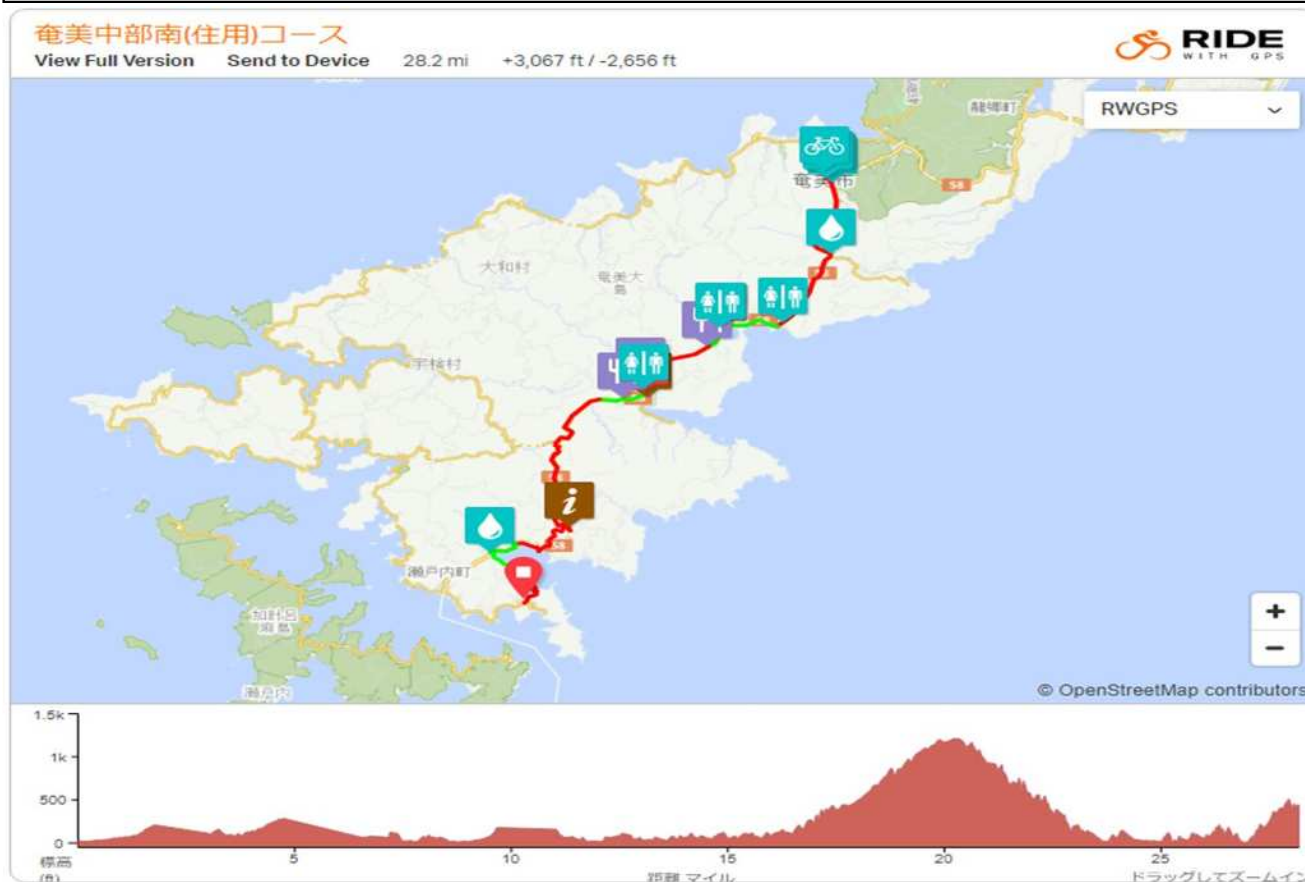 奄美中部南(住用)コース
View Full Version Send to Device 28.2 mi +3,067 ft / -2,656 ft
RIDE
WITH GPS
RWGPS
龍郷町
奄美市
58
大和村
奄美大
島
宇検村
58
瀬戸内町
加計呂
麻島
瀬戸内
+
−
© OpenStreetMap contributors
1.5k
1k
500
0
5
10
15
20
25
標高
(ft)
距離 マイル
ドラッグしてズームイン